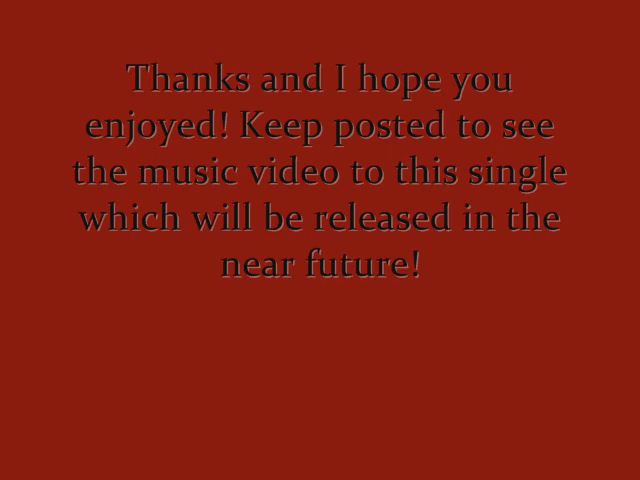 Thanks and I hope you
enjoyed! Keep posted to see
the music video to this single
which will be released in the
near future!